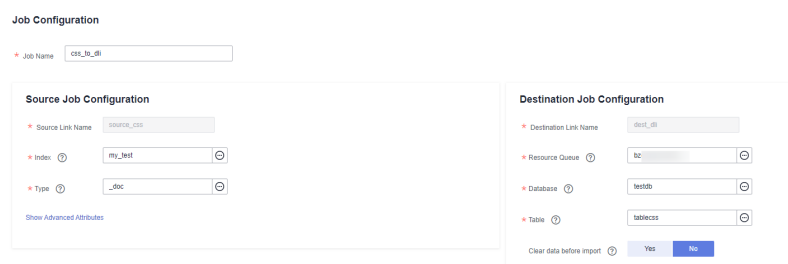 Job Configuration
* Job Name css_to_dli
Source Job Configuration
* Source Link Name source_css
* Index ? my_test
* Type ? _doc
Show Advanced Attributes
Destination Job Configuration
* Destination Link Name dest_dli
* Resource Queue ? bz
* Database ? testdb
* Table ? tablecss
Clear data before import ? Yes No